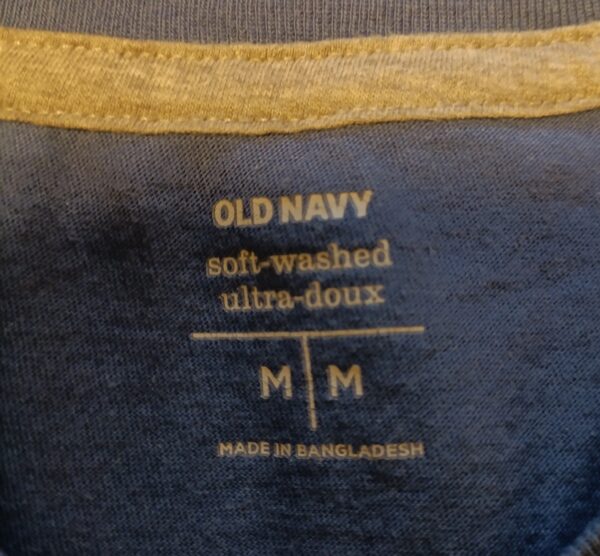 OLD NAVY
soft-washed
ultra-doux
M M
MADE IN BANGLADESH